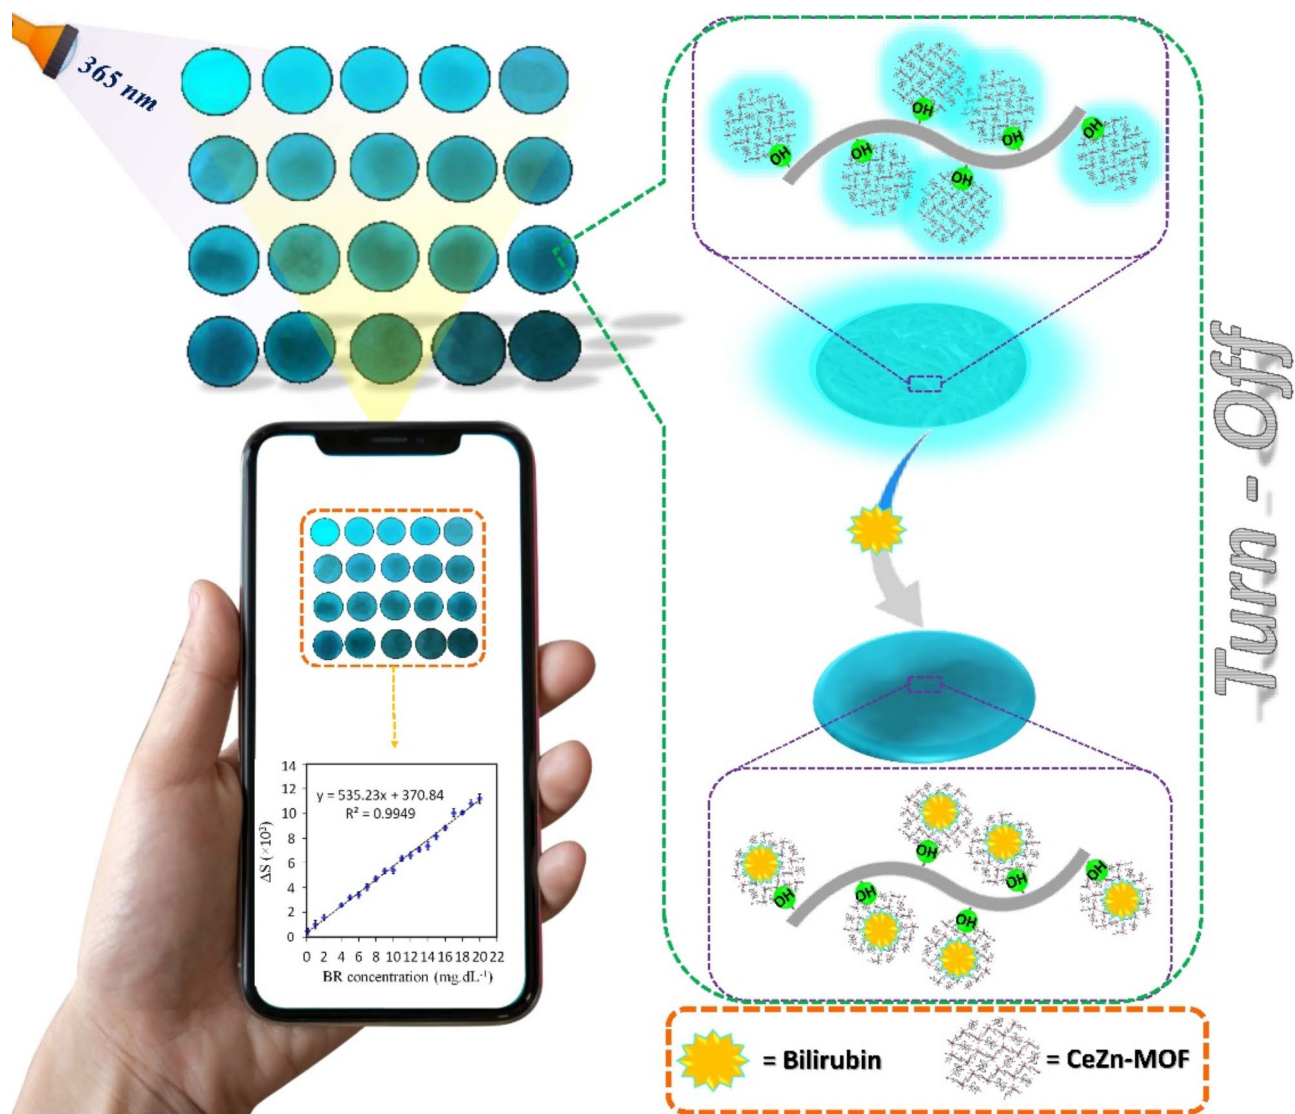 365 nm
OH
OH
OH
OH
OH
OH
Turn - Off
14
12
10
8
6
4
2
0
y = 535.23x + 370.84
R² = 0.9949
ΔS (×10³)
0 2 4 6 8 10 12 14 16 18 20 22
BR concentration (mg.dL⁻¹)
OH
OH
OH
OH
OH
OH
= Bilirubin
= CeZn-MOF